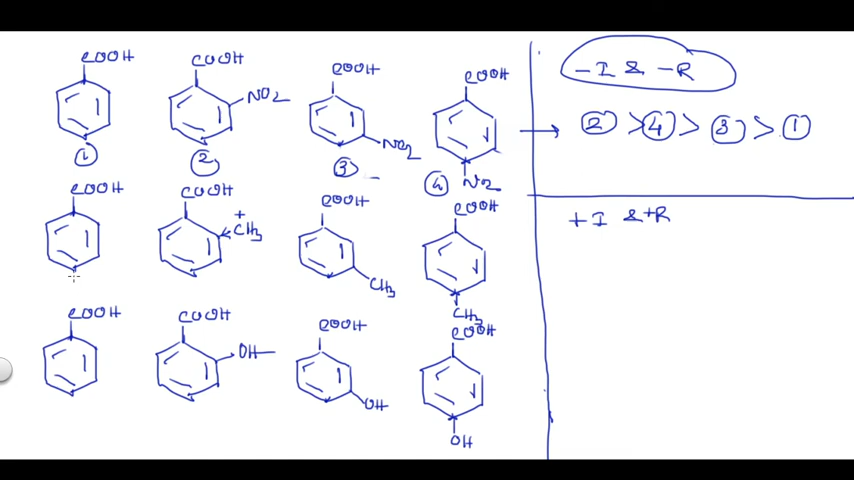 COOH COOH COOH COOH
NO2 NO2 NO2
1 2 3 4
-I & -R
→ 2 > 4 > 3 > 1
COOH COOH COOH COOH
+
CH3 CH3 CH3
+I & +R
COOH COOH COOH COOH
OH OH OH